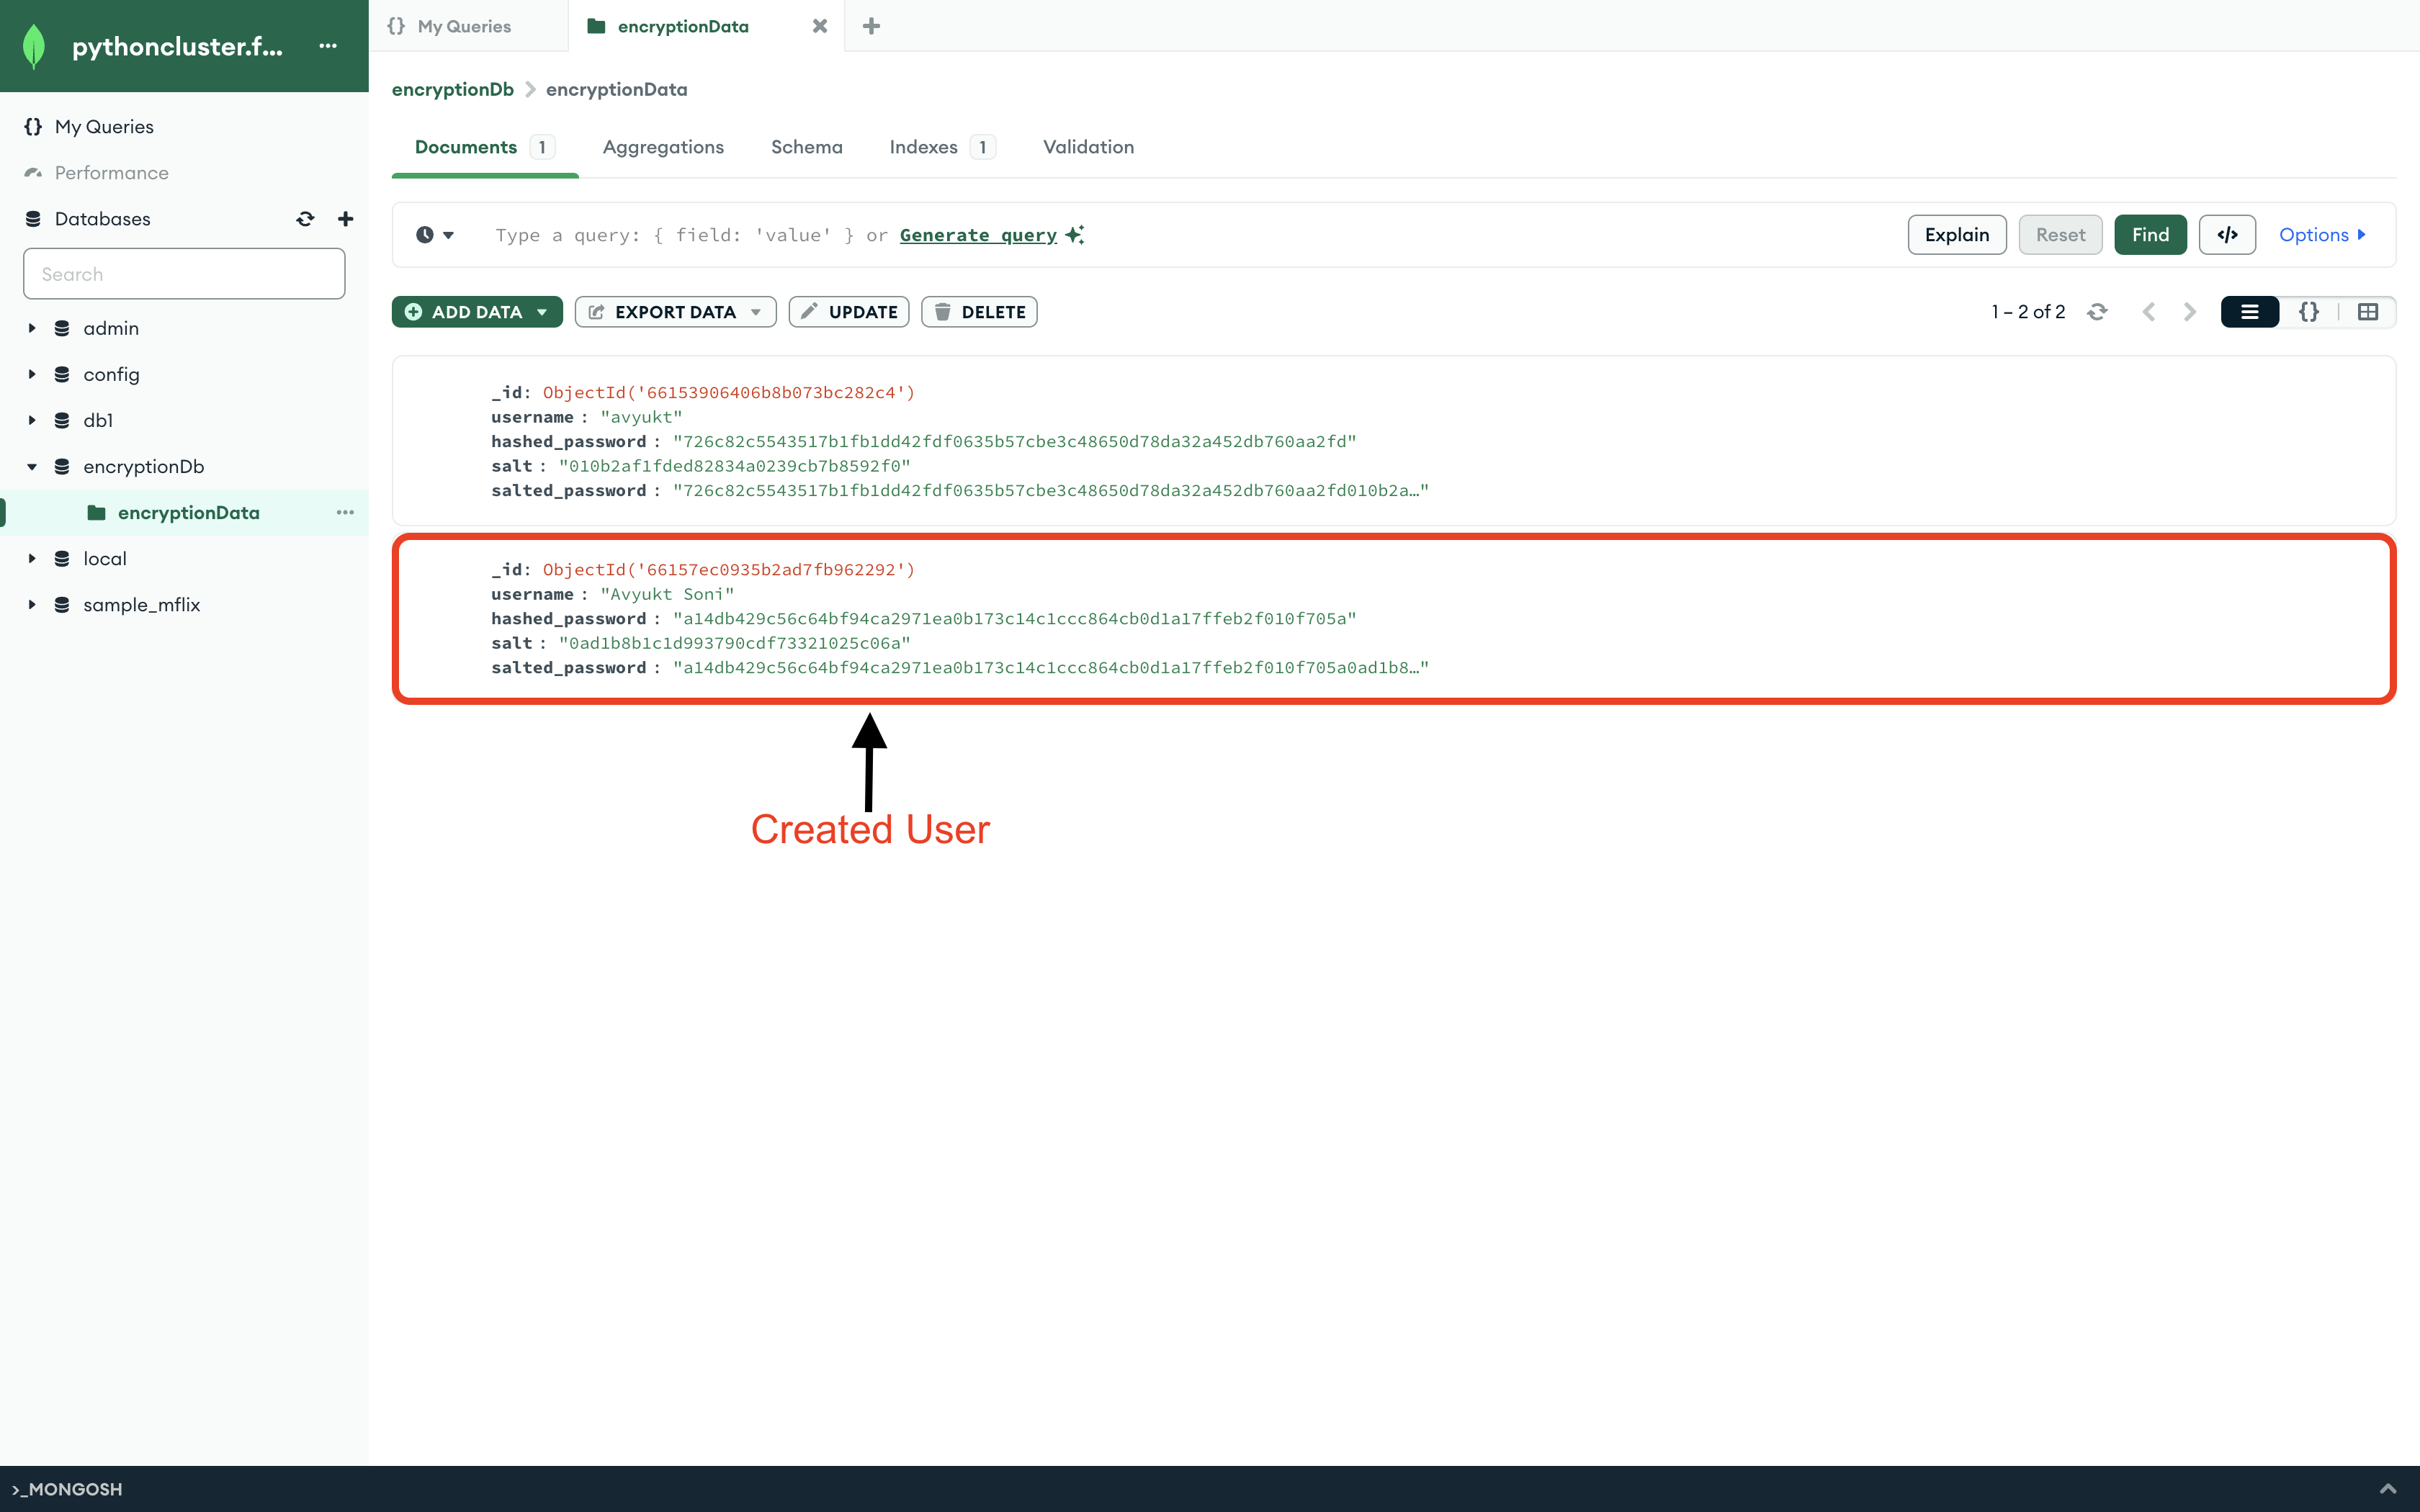 pythoncluster.f...
My Queries
Performance
Databases
Search
admin
config
db1
encryptionDb
encryptionData
local
sample_mflix
My Queries
encryptionData
encryptionDb > encryptionData
Documents 1 Aggregations Schema Indexes 1 Validation
Type a query: { field: 'value' } or Generate query
Explain Reset Find </> Options
ADD DATA EXPORT DATA UPDATE DELETE
1 – 2 of 2
_id: ObjectId('66153906406b8b073bc282c4')
username : "avyukt"
hashed_password : "726c82c5543517b1fb1dd42fdf0635b57cbe3c48650d78da32a452db760aa2fd"
salt : "010b2af1fded82834a0239cb7b8592f0"
salted_password : "726c82c5543517b1fb1dd42fdf0635b57cbe3c48650d78da32a452db760aa2fd010b2a…"
_id: ObjectId('66157ec0935b2ad7fb962292')
username : "Avyukt Soni"
hashed_password : "a14db429c56c64bf94ca2971ea0b173c14c1ccc864cb0d1a17ffeb2f010f705a"
salt : "0ad1b8b1c1d993790cdf73321025c06a"
salted_password : "a14db429c56c64bf94ca2971ea0b173c14c1ccc864cb0d1a17ffeb2f010f705a0ad1b8…"
Created User
>_MONGOSH